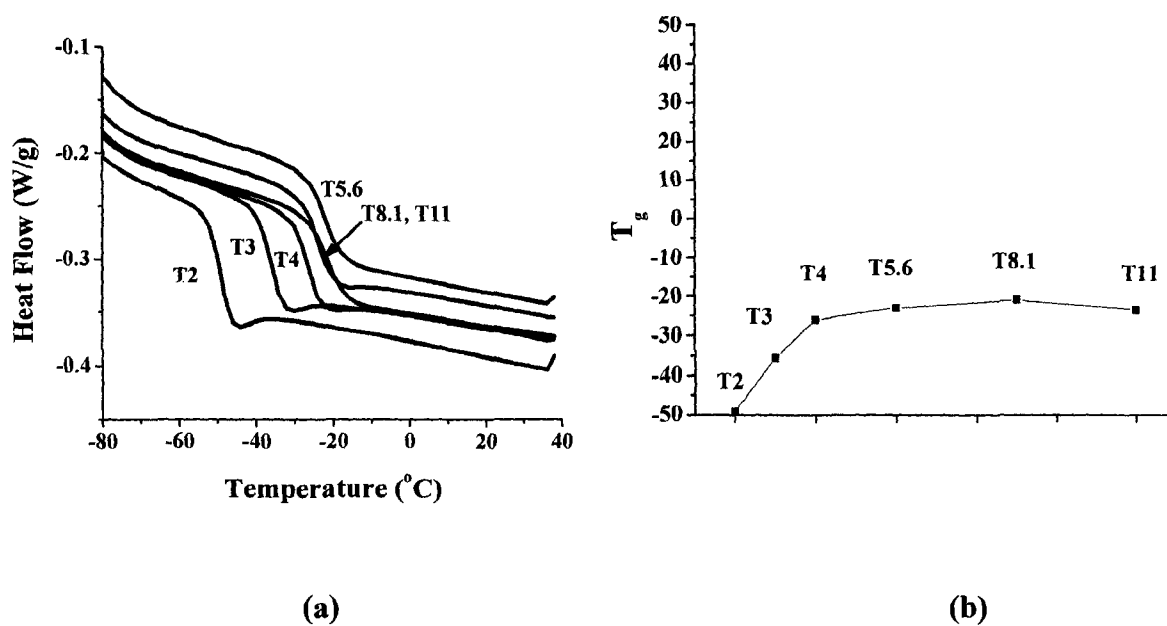 -0.1
-0.2
-0.3
-0.4
Heat Flow (W/g)
T5.6
T8.1, T11
T3
T4
T2
-80 -60 -40 -20 0 20 40
Temperature (°C)
(a)
50
40
30
20
10
0
-10
-20
-30
-40
-50
Tg
T2
T3
T4
T5.6
T8.1
T11
(b)